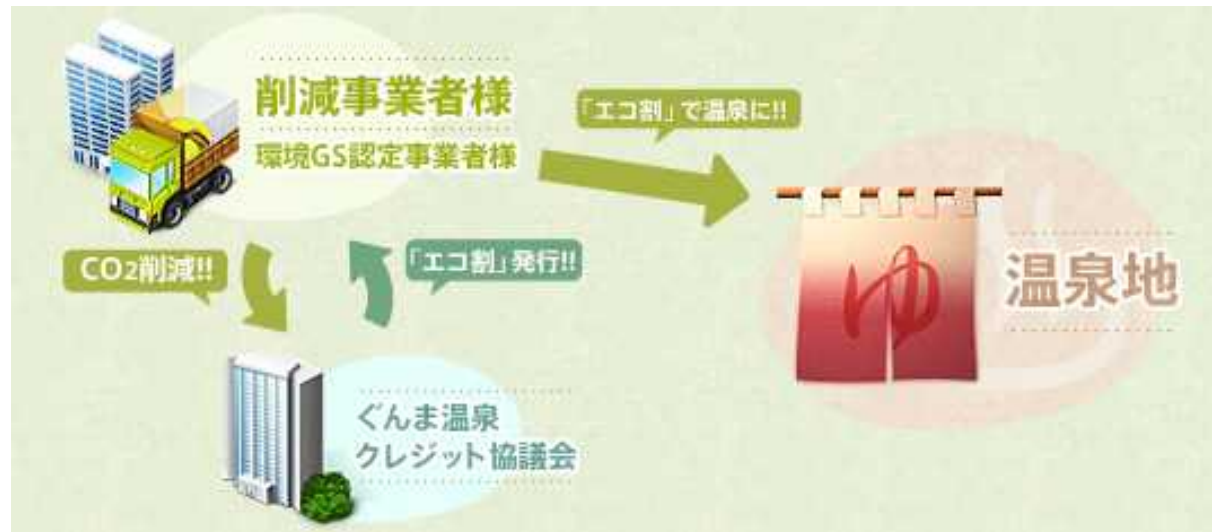 削減事業者様
環境GS認定事業者様
「エコ割」で温泉に!!
CO2削減!!
「エコ割」発行!!
ゆ
温泉地
ぐんま温泉
クレジット協議会